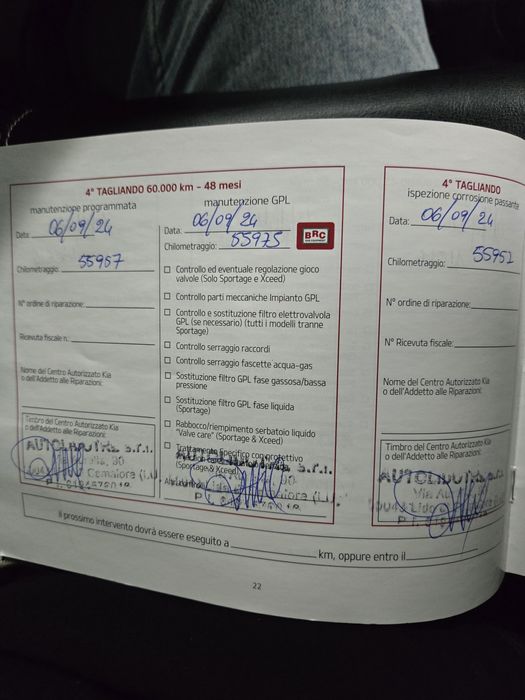 4° TAGLIANDO 60.000 km - 48 mesi
manutenzione programmata
Data: 06/09/24
Chilometraggio: 55957
N° ordine di riparazione:
Ricevuta fiscale n.:
Nome del Centro Autorizzato Kia
o dell'Addetto alle Riparazioni:
Timbro del Centro Autorizzato Kia
o dell'Addetto alle Riparazioni:
s.r.l.
manutenzione GPL
Data: 06/09/24
Chilometraggio: 55975
BRC
Controllo ed eventuale regolazione gioco
valvole (Solo Sportage e Xceed)
Controllo parti meccaniche Impianto GPL
Controllo e sostituzione filtro elettrovalvola
GPL (se necessario) (tutti i modelli tranne
Sportage)
Controllo serraggio raccordi
Controllo serraggio fascette acqua-gas
Sostituzione filtro GPL fase gassosa/bassa
pressione
Sostituzione filtro GPL fase liquida
(Sportage)
Rabbocco/riempimento serbatoio liquido
"Valve care" (Sportage & Xceed)
Trattamento specifico con protettivo
(Sportage & Xceed)
s.r.l.
4° TAGLIANDO
ispezione corrosione passante
Data: 06/09/24
Chilometraggio:
N° ordine di riparazione:
N° Ricevuta fiscale:
Nome del Centro Autorizzato Kia
o dell'Addetto alle Riparazioni:
Timbro del Centro Autorizzato Kia
o dell'Addetto alle Riparazioni:
Il prossimo intervento dovrà essere eseguito a km, oppure entro il
22